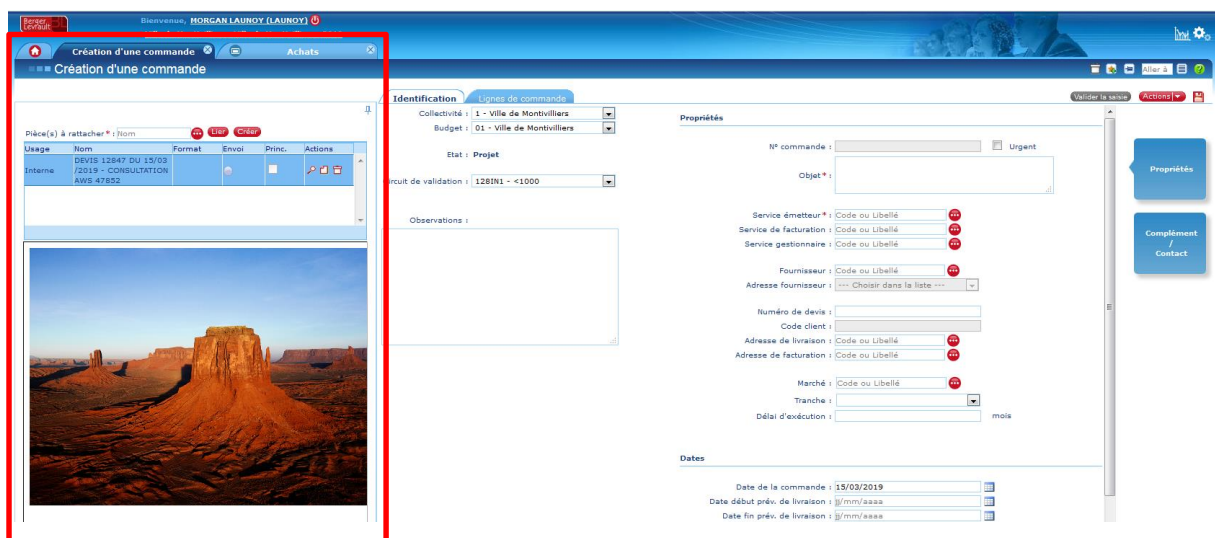 Berger
Levrault
Bienvenue, MORGAN LAUNOY (LAUNOY)
Création d'une commande
Achats
Création d'une commande
Aller à
Identification
Lignes de commande
Valider la saisie
Actions
Pièce(s) à rattacher * : Nom
Lier
Créer
Usage Nom Format Envoi Princ. Actions
Interne
DEVIS 12847 DU 15/03
/2019 - CONSULTATION
AWS 47852
Collectivité : 1 - Ville de Montivilliers
Budget : 01 - Ville de Montivilliers
Etat : Projet
Circuit de validation : 128IN1 - <1000
Observations :
Propriétés
N° commande :
Urgent
Objet * :
Service émetteur * : Code ou Libellé
Service de facturation : Code ou Libellé
Service gestionnaire : Code ou Libellé
Fournisseur : Code ou Libellé
Adresse fournisseur : --- Choisir dans la liste ---
Numéro de devis :
Code client :
Adresse de livraison : Code ou Libellé
Adresse de facturation : Code ou Libellé
Marché : Code ou Libellé
Tranche :
Délai d'exécution : mois
Dates
Date de la commande : 15/03/2019
Date début prév. de livraison : jj/mm/aaaa
Date fin prév. de livraison : jj/mm/aaaa
Propriétés
Complément
/
Contact